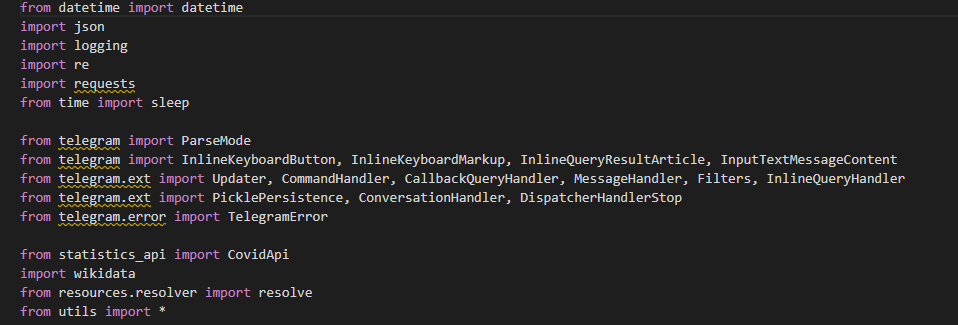 from datetime import datetime
import json
import logging
import re
import requests
from time import sleep
from telegram import ParseMode
from telegram import InlineKeyboardButton, InlineKeyboardMarkup, InlineQueryResultArticle, InputTextMessageContent
from telegram.ext import Updater, CommandHandler, CallbackQueryHandler, MessageHandler, Filters, InlineQueryHandler
from telegram.ext import PicklePersistence, ConversationHandler, DispatcherHandlerStop
from telegram.error import TelegramError
from statistics_api import CovidApi
import wikidata
from resources.resolver import resolve
from utils import *